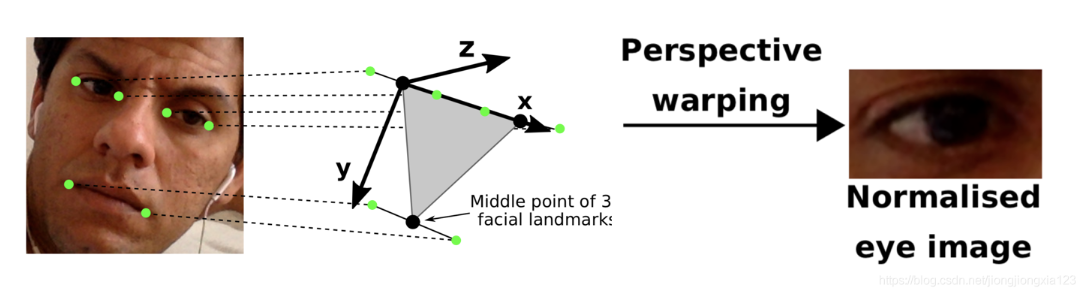 z
x
y
Middle point of 3
facial landmarks
Perspective
warping
Normalised
eye image
https://blog.csdn.net/jiongjiongxia123